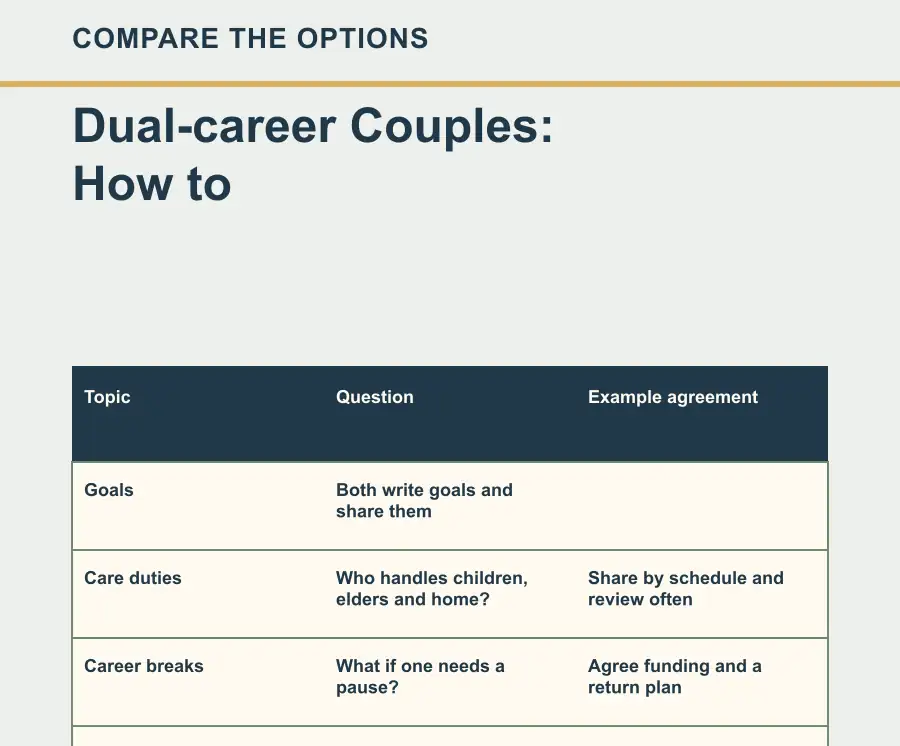 COMPARE THE OPTIONS
Dual-career Couples:
How to
Topic
Question
Example agreement
Goals
Both write goals and
share them
Care duties
Who handles children,
elders and home?
Share by schedule and
review often
Career breaks
What if one needs a
pause?
Agree funding and a
return plan